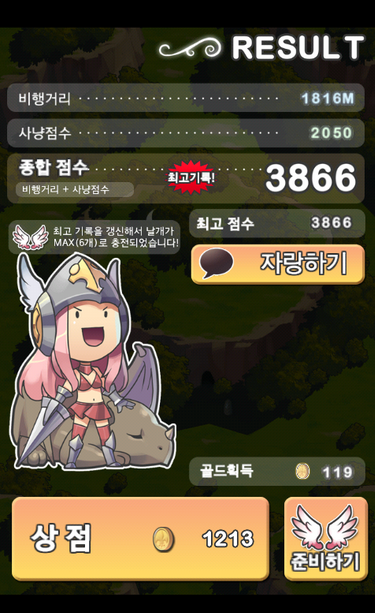 RESULT
비행거리 1816M
사냥점수 2050
종합 점수 최고기록! 3866
비행거리 + 사냥점수
최고 기록을 갱신해서 날개가
MAX(6개)로 충전되었습니다!
최고 점수 3866
자랑하기
골드획득 119
상점 1213
준비하기